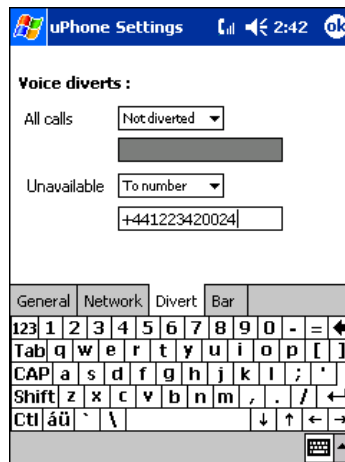 uPhone Settings 2:42 ok
Voice diverts :
All calls Not diverted
Unavailable To number
+441223420024
General Network Divert Bar
123 1 2 3 4 5 6 7 8 9 0 - =
Tab q w e r t y u i o p [ ]
CAP a s d f g h j k l ; '
Shift z x c v b n m , . /
Ctl áü ` \